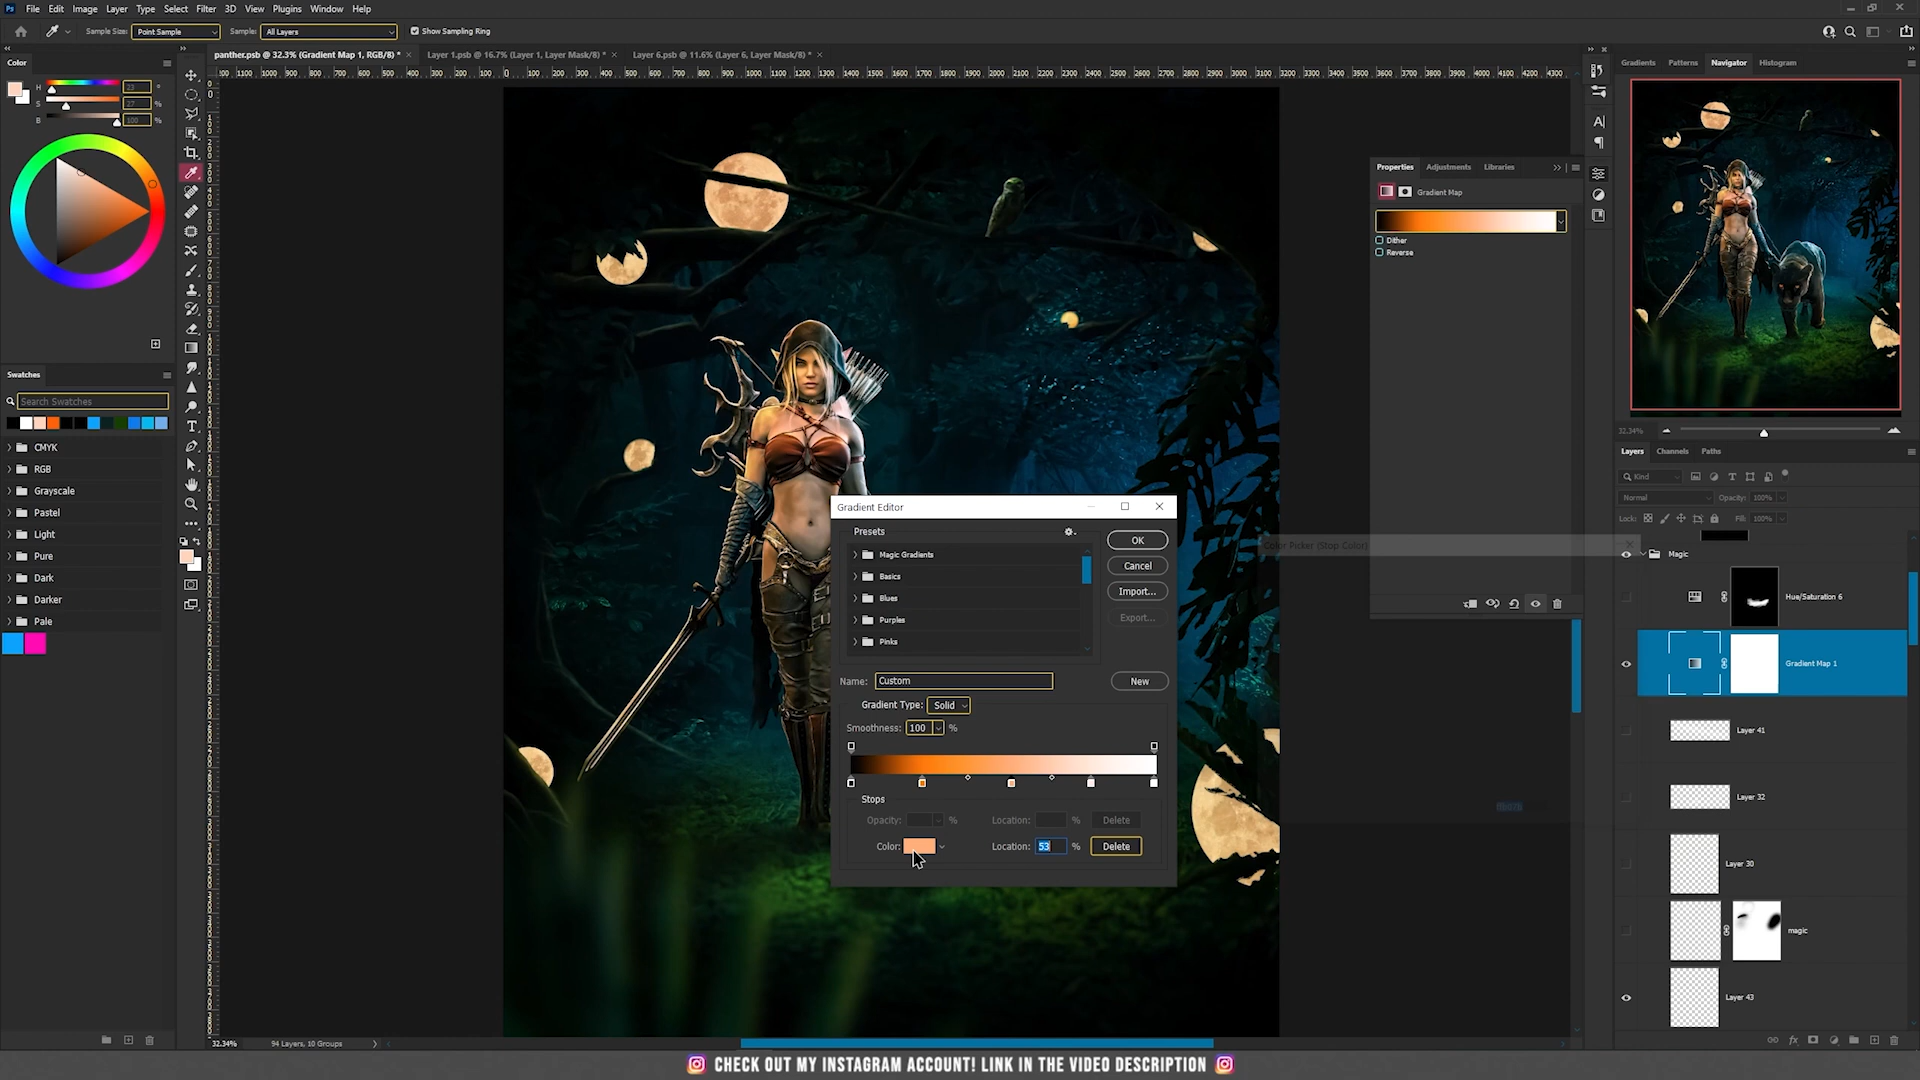 File Edit Image Layer Type Select Filter 3D View Plugins Window Help
Sample Size: Point Sample Sample: All Layers Show Sampling Ring
panther.psb @ 32.3% (Gradient Map 1, RGB/8) * × Layer 1.psb @ 16.7% (Layer 1, Layer Mask/8) * × Layer 6.psb @ 11.6% (Layer 6, Layer Mask/8) * ×
Color
H 23 °
S 27 %
B 100 %
Swatches
Search Swatches
CMYK
RGB
Grayscale
Pastel
Light
Pure
Dark
Darker
Pale
Properties Adjustments Libraries
Gradient Map
Dither
Reverse
Gradient Editor
Presets
Magic Gradients
Basics
Blues
Purples
Pinks
OK
Cancel
Import...
Export...
Name: Custom New
Gradient Type: Solid
Smoothness: 100 %
Stops
Opacity: % Location: % Delete
Color: Location: 53 % Delete
Color Picker (Stop Color)
Gradients Patterns Navigator Histogram
32.34%
Layers Channels Paths
Kind
Normal Opacity: 100%
Lock: Fill: 100%
Magic
Hue/Saturation 6
Gradient Map 1
Layer 41
Layer 32
Layer 30
magic
Layer 43
32.34% 94 Layers, 10 Groups
CHECK OUT MY INSTAGRAM ACCOUNT! LINK IN THE VIDEO DESCRIPTION